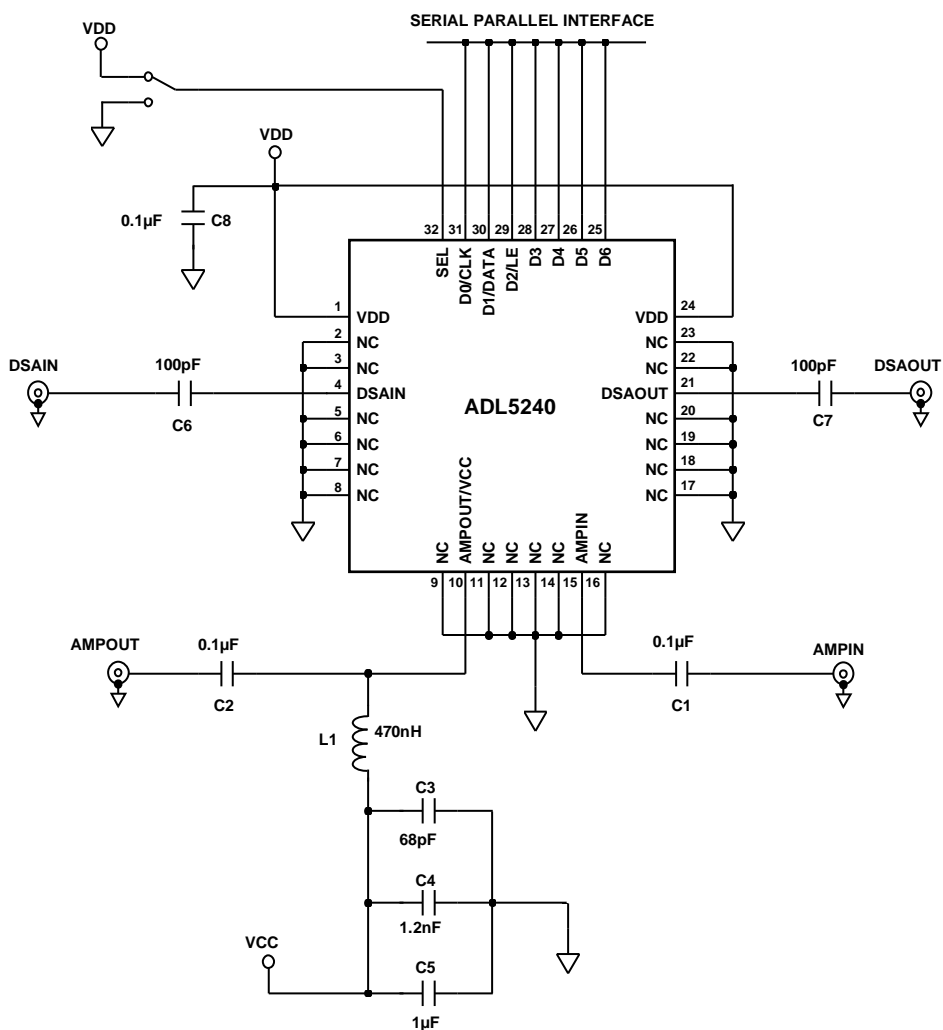 SERIAL PARALLEL INTERFACE
VDD
VDD
0.1µF
C8
32 31 30 29 28 27 26 25
SEL
D0/CLK
D1/DATA
D2/LE
D3
D4
D5
D6
1 VDD
2 NC
3 NC
4 DSAIN
5 NC
6 NC
7 NC
8 NC
24 VDD
23 NC
22 NC
21 DSAOUT
20 NC
19 NC
18 NC
17 NC
DSAIN
100pF
C6
ADL5240
100pF
C7
DSAOUT
NC
AMPOUT/VCC
NC
NC
NC
NC
AMPIN
NC
9 10 11 12 13 14 15 16
AMPOUT
0.1µF
C2
0.1µF
C1
AMPIN
L1
470nH
C3
68pF
C4
1.2nF
VCC
C5
1µF